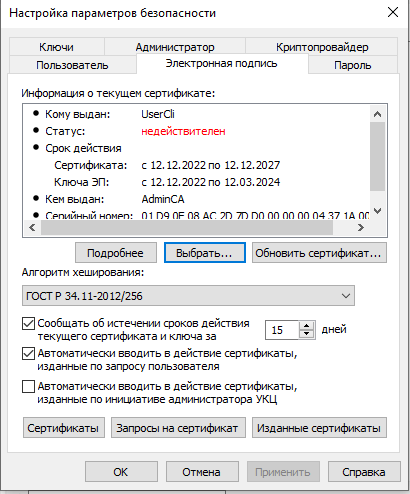 Настройка параметров безопасности
Ключи Администратор Криптопровайдер
Пользователь Электронная подпись Пароль
Информация о текущем сертификате:
Кому выдан: UserCli
Статус: недействителен
Срок действия
Сертификата: с 12.12.2022 по 12.12.2027
Ключа ЭП: с 12.12.2022 по 12.03.2024
Кем выдан: AdminCA
Серийный номер: 01 D9 0E 08 AC 2D 7D D0 00 00 00 04 37 1A 00
Подробнее Выбрать... Обновить сертификат...
Алгоритм хеширования:
ГОСТ Р 34.11-2012/256
Сообщать об истечении сроков действия
текущего сертификата и ключа за 15 дней
Автоматически вводить в действие сертификаты,
изданные по запросу пользователя
Автоматически вводить в действие сертификаты,
изданные по инициативе администратора УКЦ
Сертификаты Запросы на сертификат Изданные сертификаты
OK Отмена Применить Справка